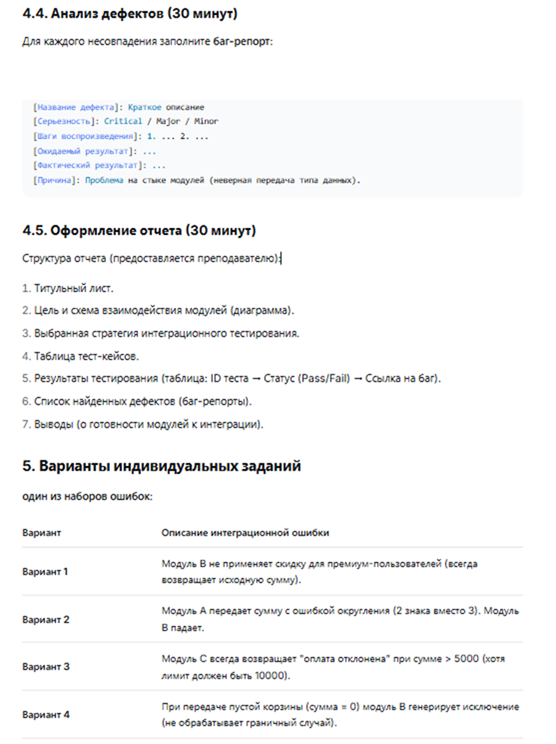 4.4. Анализ дефектов (30 минут)
Для каждого несовпадения заполните баг-репорт:
[Название дефекта]: Краткое описание
[Серьезность]: Critical / Major / Minor
[Шаги воспроизведения]: 1. ... 2. ...
[Ожидаемый результат]: ...
[Фактический результат]: ...
[Причина]: Проблема на стыке модулей (неверная передача типа данных).
4.5. Оформление отчета (30 минут)
Структура отчета (предоставляется преподавателю):
1. Титульный лист.
2. Цель и схема взаимодействия модулей (диаграмма).
3. Выбранная стратегия интеграционного тестирования.
4. Таблица тест-кейсов.
5. Результаты тестирования (таблица: ID теста → Статус (Pass/Fail) → Ссылка на баг).
6. Список найденных дефектов (баг-репорты).
7. Выводы (о готовности модулей к интеграции).
5. Варианты индивидуальных заданий
один из наборов ошибок:
Вариант Описание интеграционной ошибки
Вариант 1 Модуль B не применяет скидку для премиум-пользователей (всегда
возвращает исходную сумму).
Вариант 2 Модуль A передает сумму с ошибкой округления (2 знака вместо 3). Модуль
B падает.
Вариант 3 Модуль C всегда возвращает "оплата отклонена" при сумме > 5000 (хотя
лимит должен быть 10000).
Вариант 4 При передаче пустой корзины (сумма = 0) модуль B генерирует исключение
(не обрабатывает граничный случай).